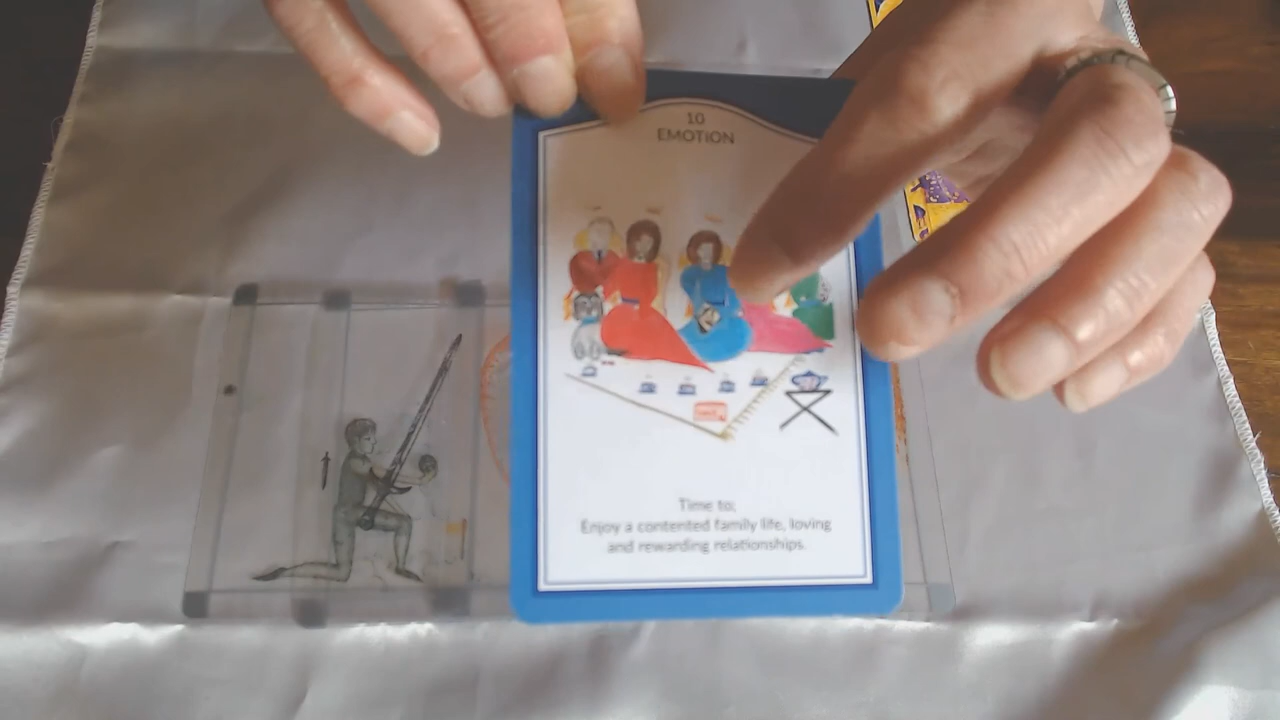 10
EMOTION
Time to;
Enjoy a contented family life, loving
and rewarding relationships.